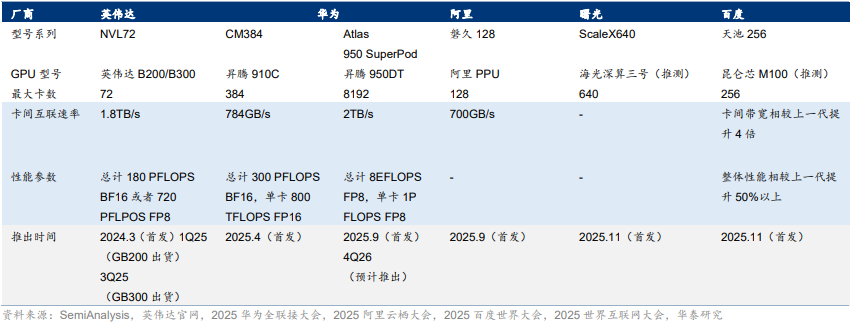 厂商 英伟达 华为 阿里 曙光 百度
型号系列 NVL72 CM384 Atlas 磐久 128 ScaleX640 天池 256
950 SuperPod
GPU 型号 英伟达 B200/B300 昇腾 910C 昇腾 950DT 阿里 PPU 海光深算三号（推测） 昆仑芯 M100（推测）
最大卡数 72 384 8192 128 640 256
卡间互联速率 1.8TB/s 784GB/s 2TB/s 700GB/s - 卡间带宽相较上一代提
升 4 倍
性能参数 总计 180 PFLOPS 总计 300 PFLOPS 总计 8EFLOPS - - 整体性能相较上一代提
BF16 或者 720 BF16，单卡 800 FP8，单卡 1P 升 50%以上
PFLPOS FP8 TFLOPS FP16 FLOPS FP8
推出时间 2024.3（首发）1Q25 2025.4（首发） 2025.9（首发） 2025.9（首发） 2025.11（首发） 2025.11（首发）
（GB200 出货） 4Q26
3Q25 （预计推出）
（GB300 出货）
资料来源：SemiAnalysis，英伟达官网，2025 华为全联接大会，2025 阿里云栖大会，2025 百度世界大会，2025 世界互联网大会，华泰研究